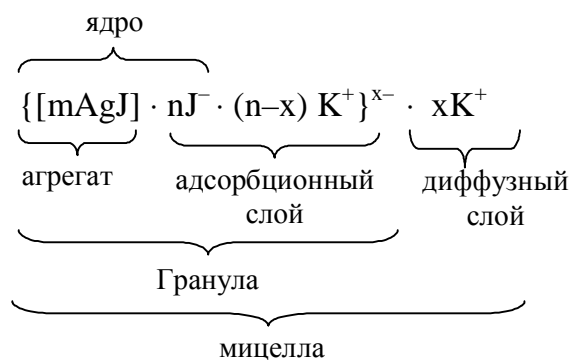 ядро
{[mAgJ] · nJ⁻ · (n–x) K⁺}ˣ⁻ · xK⁺
агрегат
адсорбционный
слой
диффузный
слой
Гранула
мицелла